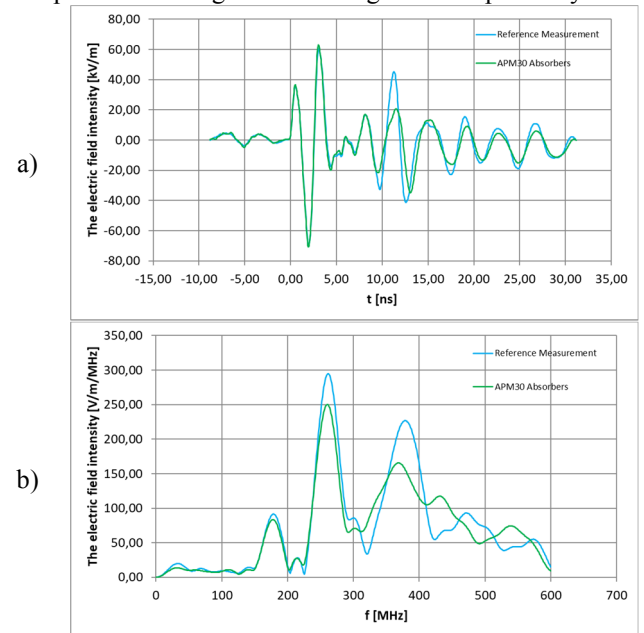 a)
The electric field intensity [kV/m]
80,00
60,00
40,00
20,00
0,00
-20,00
-40,00
-60,00
-80,00
Reference Measurement
APM30 Absorbers
-15,00 -10,00 -5,00 0,00 5,00 10,00 15,00 20,00 25,00 30,00 35,00
t [ns]
b)
The electric field intensity [V/m/MHz]
350,00
300,00
250,00
200,00
150,00
100,00
50,00
0,00
Reference Measurement
APM30 Absorbers
0 100 200 300 400 500 600 700
f [MHz]